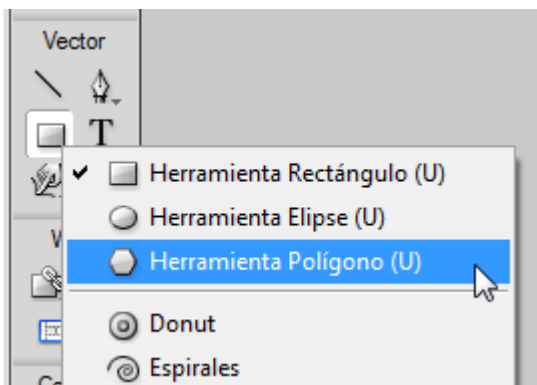 Vector
T
Herramienta Rectángulo (U)
Herramienta Elipse (U)
Herramienta Polígono (U)
Donut
Espirales